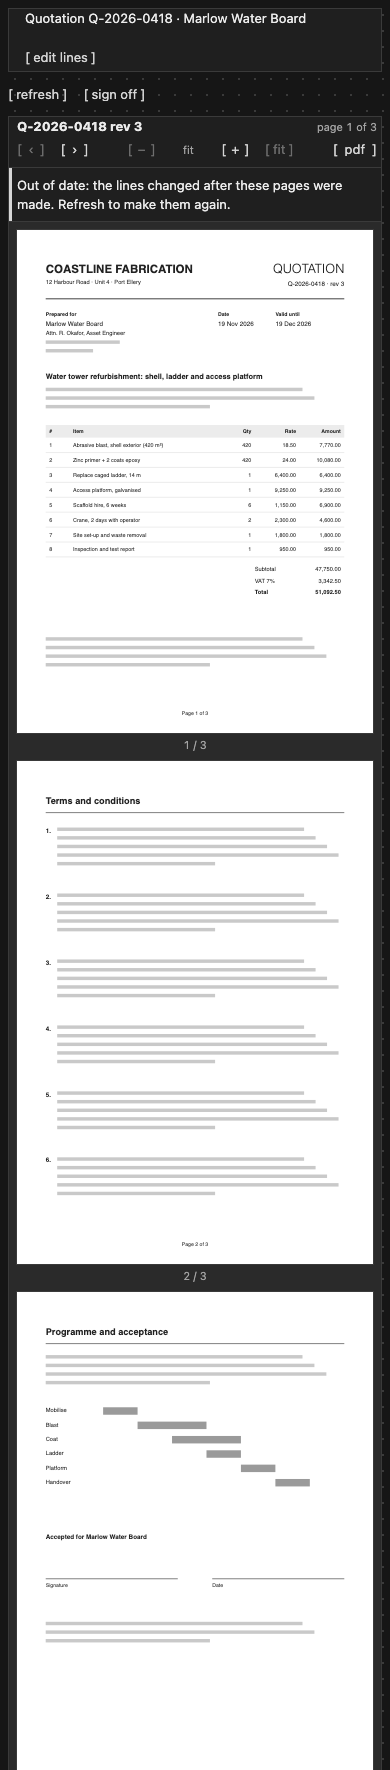 Quotation Q-2026-0418 · Marlow Water Board
[ edit lines ]
[ refresh ] [ sign off ]
Q-2026-0418 rev 3 page 1 of 3
[ ‹ ] [ › ] [ − ] fit [ + ] [ fit ] [ pdf ]
Out of date: the lines changed after these pages were
made. Refresh to make them again.
COASTLINE FABRICATION QUOTATION
12 Harbour Road · Unit 4 · Port Ellery Q-2026-0418 · rev 3
Prepared for Date Valid until
Marlow Water Board 19 Nov 2026 19 Dec 2026
Attn. R. Okafor, Asset Engineer
Water tower refurbishment: shell, ladder and access platform
# Item Qty Rate Amount
1 Abrasive blast, shell exterior (420 m²) 420 18.50 7,770.00
2 Zinc primer + 2 coats epoxy 420 24.00 10,080.00
3 Replace caged ladder, 14 m 1 6,400.00 6,400.00
4 Access platform, galvanised 1 9,250.00 9,250.00
5 Scaffold hire, 6 weeks 6 1,150.00 6,900.00
6 Crane, 2 days with operator 2 2,300.00 4,600.00
7 Site set-up and waste removal 1 1,800.00 1,800.00
8 Inspection and test report 1 950.00 950.00
Subtotal 47,750.00
VAT 7% 3,342.50
Total 51,092.50
Page 1 of 3
1 / 3
Terms and conditions
1.
2.
3.
4.
5.
6.
Page 2 of 3
2 / 3
Programme and acceptance
Mobilise
Blast
Coat
Ladder
Platform
Handover
Accepted for Marlow Water Board
Signature Date